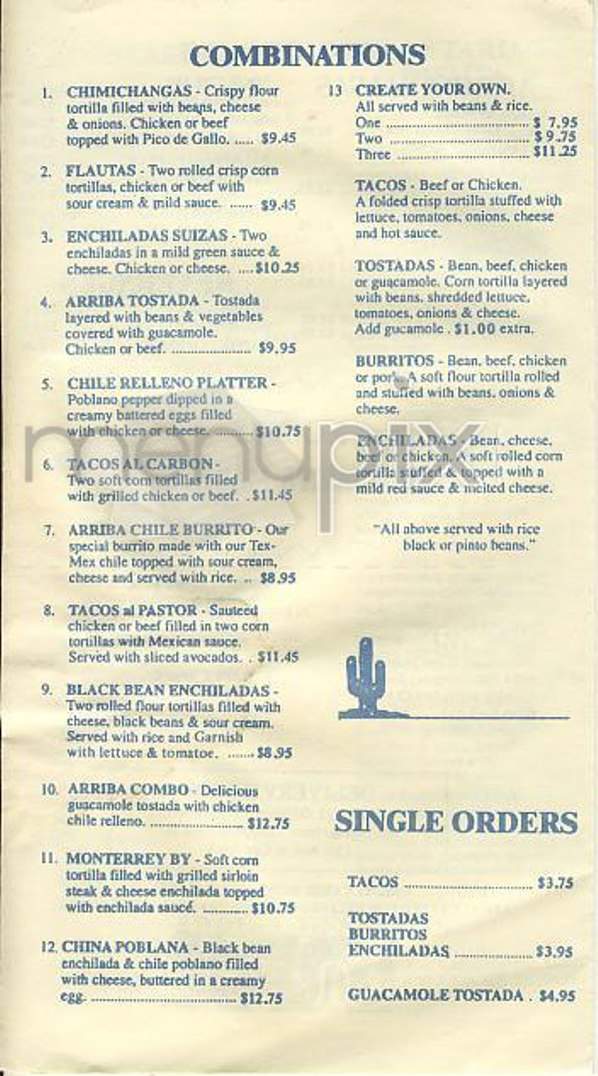 COMBINATIONS
1. CHIMICHANGAS - Crispy flour
tortilla filled with beans, cheese
& onions. Chicken or beef
topped with Pico de Gallo. ..... $9.45
2. FLAUTAS - Two rolled crisp corn
tortillas, chicken or beef with
sour cream & mild sauce. ...... $9.45
3. ENCHILADAS SUIZAS - Two
enchiladas in a mild green sauce &
cheese. Chicken or cheese. ....$10.25
4. ARRIBA TOSTADA - Tostada
layered with beans & vegetables
covered with guacamole.
Chicken or beef. ..................... $9.95
5. CHILE RELLENO PLATTER -
Poblano pepper dipped in a
creamy battered eggs filled
with chicken or cheese. .......... $10.75
6. TACOS AL CARBON -
Two soft corn tortillas filled
with grilled chicken or beef. . $11.45
7. ARRIBA CHILE BURRITO - Our
special burrito made with our Tex-
Mex chile topped with sour cream,
cheese and served with rice. .. $8.95
8. TACOS al PASTOR - Sauteed
chicken or beef filled in two corn
tortillas with Mexican sauce.
Served with sliced avocados. . $11.45
9. BLACK BEAN ENCHILADAS -
Two rolled flour tortillas filled with
cheese, black beans & sour cream.
Served with rice and Garnish
with lettuce & tomatoe. .......$8.95
10. ARRIBA COMBO - Delicious
guacamole tostada with chicken
chile relleno. ........................ $12.75
11. MONTERREY BY - Soft corn
tortilla filled with grilled sirloin
steak & cheese enchilada topped
with enchilada sauce. ............ $10.75
12. CHINA POBLANA - Black bean
enchilada & chile poblano filled
with cheese, buttered in a creamy
egg. ..................................... $12.75
13 CREATE YOUR OWN.
All served with beans & rice.
One .................................... $ 7.95
Two .................................... $ 9.75
Three .................................. $11.25
TACOS - Beef or Chicken.
A folded crisp tortilla stuffed with
lettuce, tomatoes, onions, cheese
and hot sauce.
TOSTADAS - Bean, beef, chicken
or guacamole. Corn tortilla layered
with beans, shredded lettuce,
tomatoes, onions & cheese.
Add gucamole . $1.00 extra.
BURRITOS - Bean, beef, chicken
or pork. A soft flour tortilla rolled
and stuffed with beans, onions &
cheese.
ENCHILADAS - Bean, cheese,
beef or chicken. A soft rolled corn
tortilla stuffed & topped with a
mild red sauce & melted cheese.
"All above served with rice
black or pinto beans."
SINGLE ORDERS
TACOS ................................. $3.75
TOSTADAS
BURRITOS
ENCHILADAS .................... $3.95
GUACAMOLE TOSTADA . $4.95
menupix